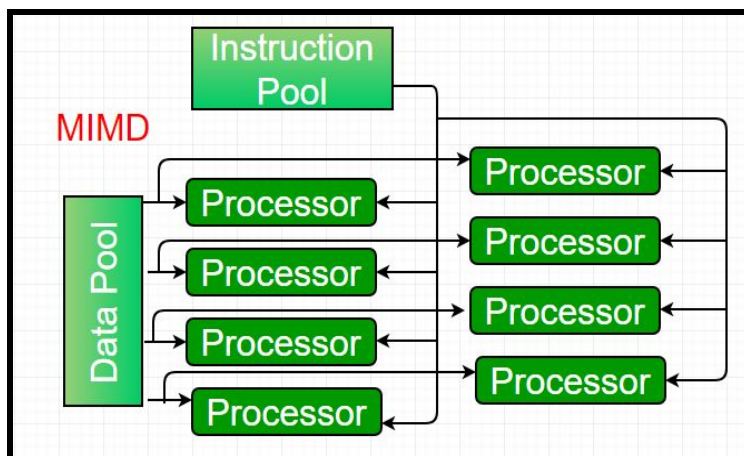 Instruction
Pool
MIMD
Processor
Processor
Data Pool
Processor
Processor
Processor
Processor
Processor
Processor